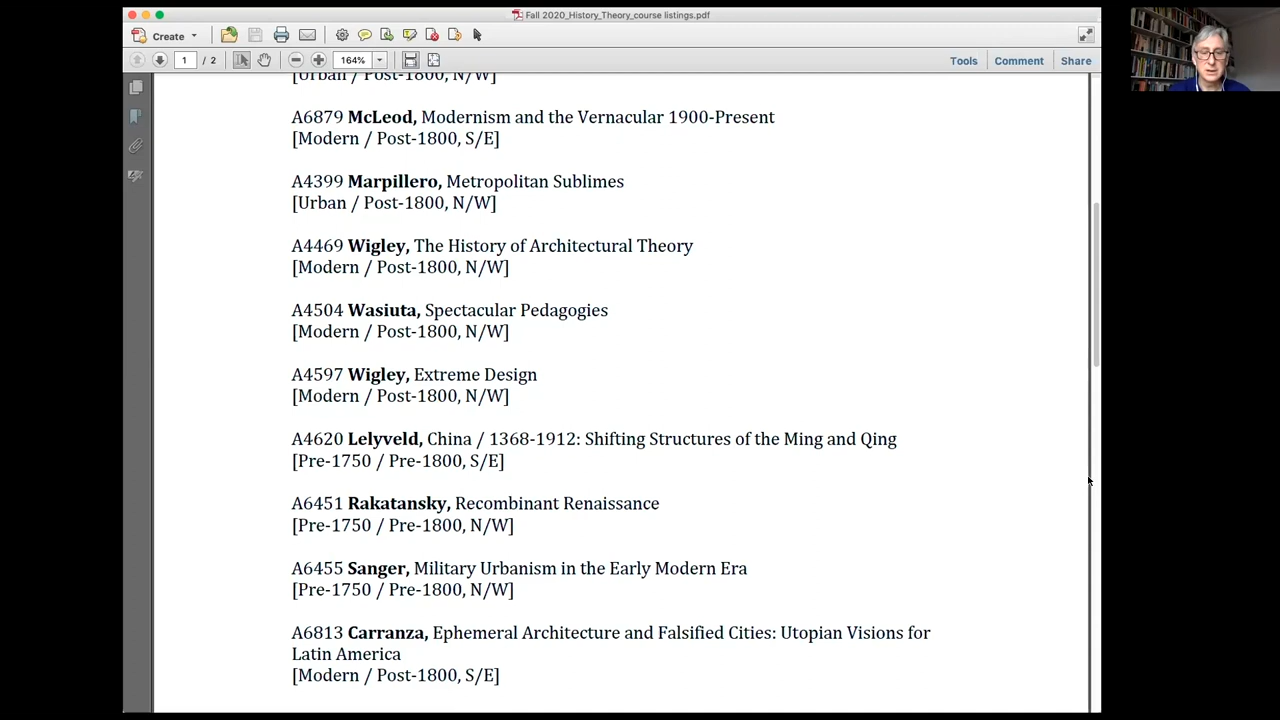 Fall 2020_History_Theory_course listings.pdf
Create
1 / 2
164%
Tools Comment Share
[Urban / Post-1800, N/W]
A6879 McLeod, Modernism and the Vernacular 1900-Present
[Modern / Post-1800, S/E]
A4399 Marpillero, Metropolitan Sublimes
[Urban / Post-1800, N/W]
A4469 Wigley, The History of Architectural Theory
[Modern / Post-1800, N/W]
A4504 Wasiuta, Spectacular Pedagogies
[Modern / Post-1800, N/W]
A4597 Wigley, Extreme Design
[Modern / Post-1800, N/W]
A4620 Lelyveld, China / 1368-1912: Shifting Structures of the Ming and Qing
[Pre-1750 / Pre-1800, S/E]
A6451 Rakatansky, Recombinant Renaissance
[Pre-1750 / Pre-1800, N/W]
A6455 Sanger, Military Urbanism in the Early Modern Era
[Pre-1750 / Pre-1800, N/W]
A6813 Carranza, Ephemeral Architecture and Falsified Cities: Utopian Visions for
Latin America
[Modern / Post-1800, S/E]